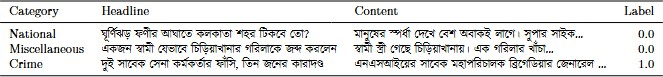 Category Headline Content Label
National ঘূর্ণিঝড় ফণীর আঘাতে কলকাতা শহর টিকবে তো? মানুষের স্পর্ধা দেখে বেশ অবাকই লাগে। সুপার সাইক... 0.0
Miscellaneous একজন স্বামী যেভাবে চিড়িয়াখানার গরিলাকে জব্দ করলেন স্বামী স্ত্রী গেছে চিড়িয়াখানায়। এক গরিলার খাঁচা... 0.0
Crime দুই সাবেক সেনা কর্মকর্তার ফাঁসি, তিন জনের কারাদণ্ড এনএসআইয়ের সাবেক মহাপরিচালক ব্রিগেডিয়ার জেনারেল ... 1.0